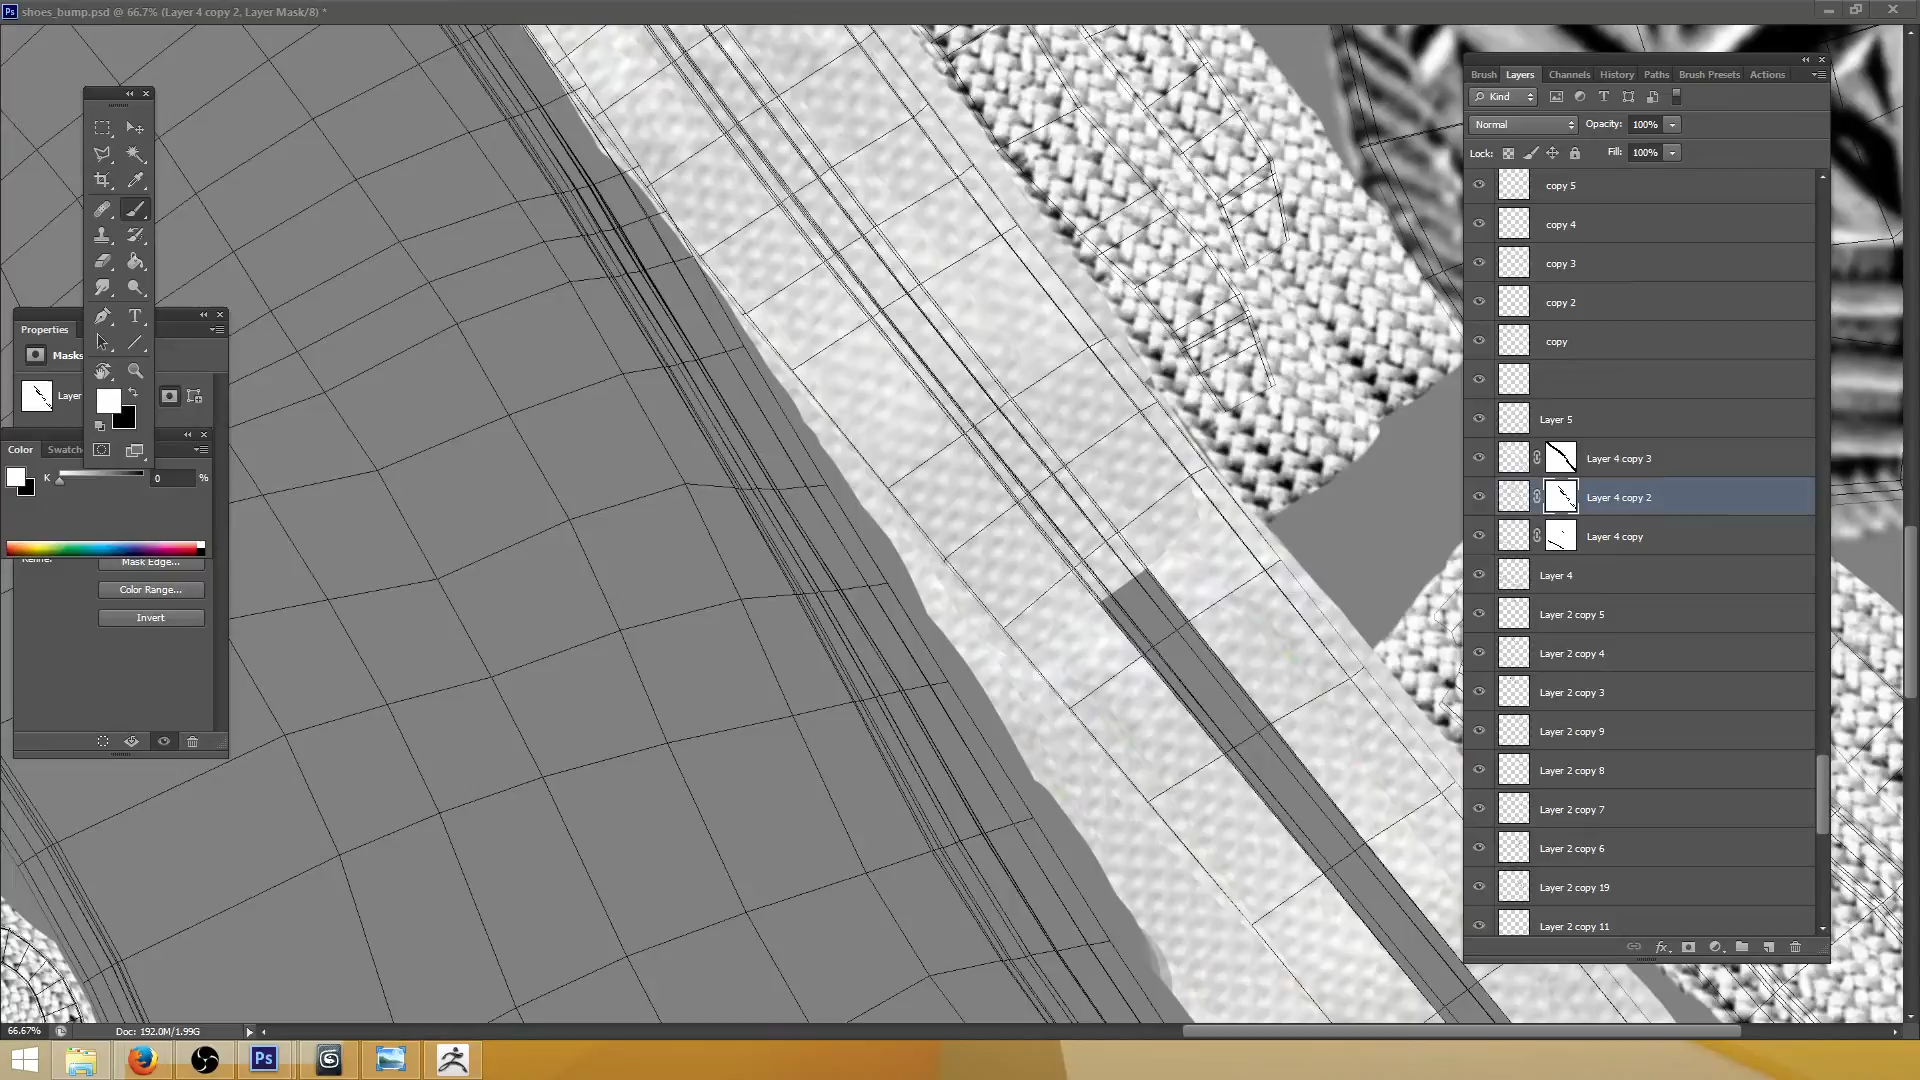 Ps shoes_bump.psd @ 66.7% (Layer 4 copy 2, Layer Mask/8) *
Brush Layers Channels History Paths Brush Presets Actions
Kind T
Normal Opacity: 100%
Lock: Fill: 100%
copy 5
copy 4
copy 3
copy 2
copy
Layer 5
Layer 4 copy 3
Layer 4 copy 2
Layer 4 copy
Layer 4
Layer 2 copy 5
Layer 2 copy 4
Layer 2 copy 3
Layer 2 copy 9
Layer 2 copy 8
Layer 2 copy 7
Layer 2 copy 6
Layer 2 copy 19
Layer 2 copy 11
fx
T
Properties
Masks
Layer
Color Swatch
K 0 %
Mask Edge...
Color Range...
Invert
66.67% Doc: 192.0M/1.99G
Ps